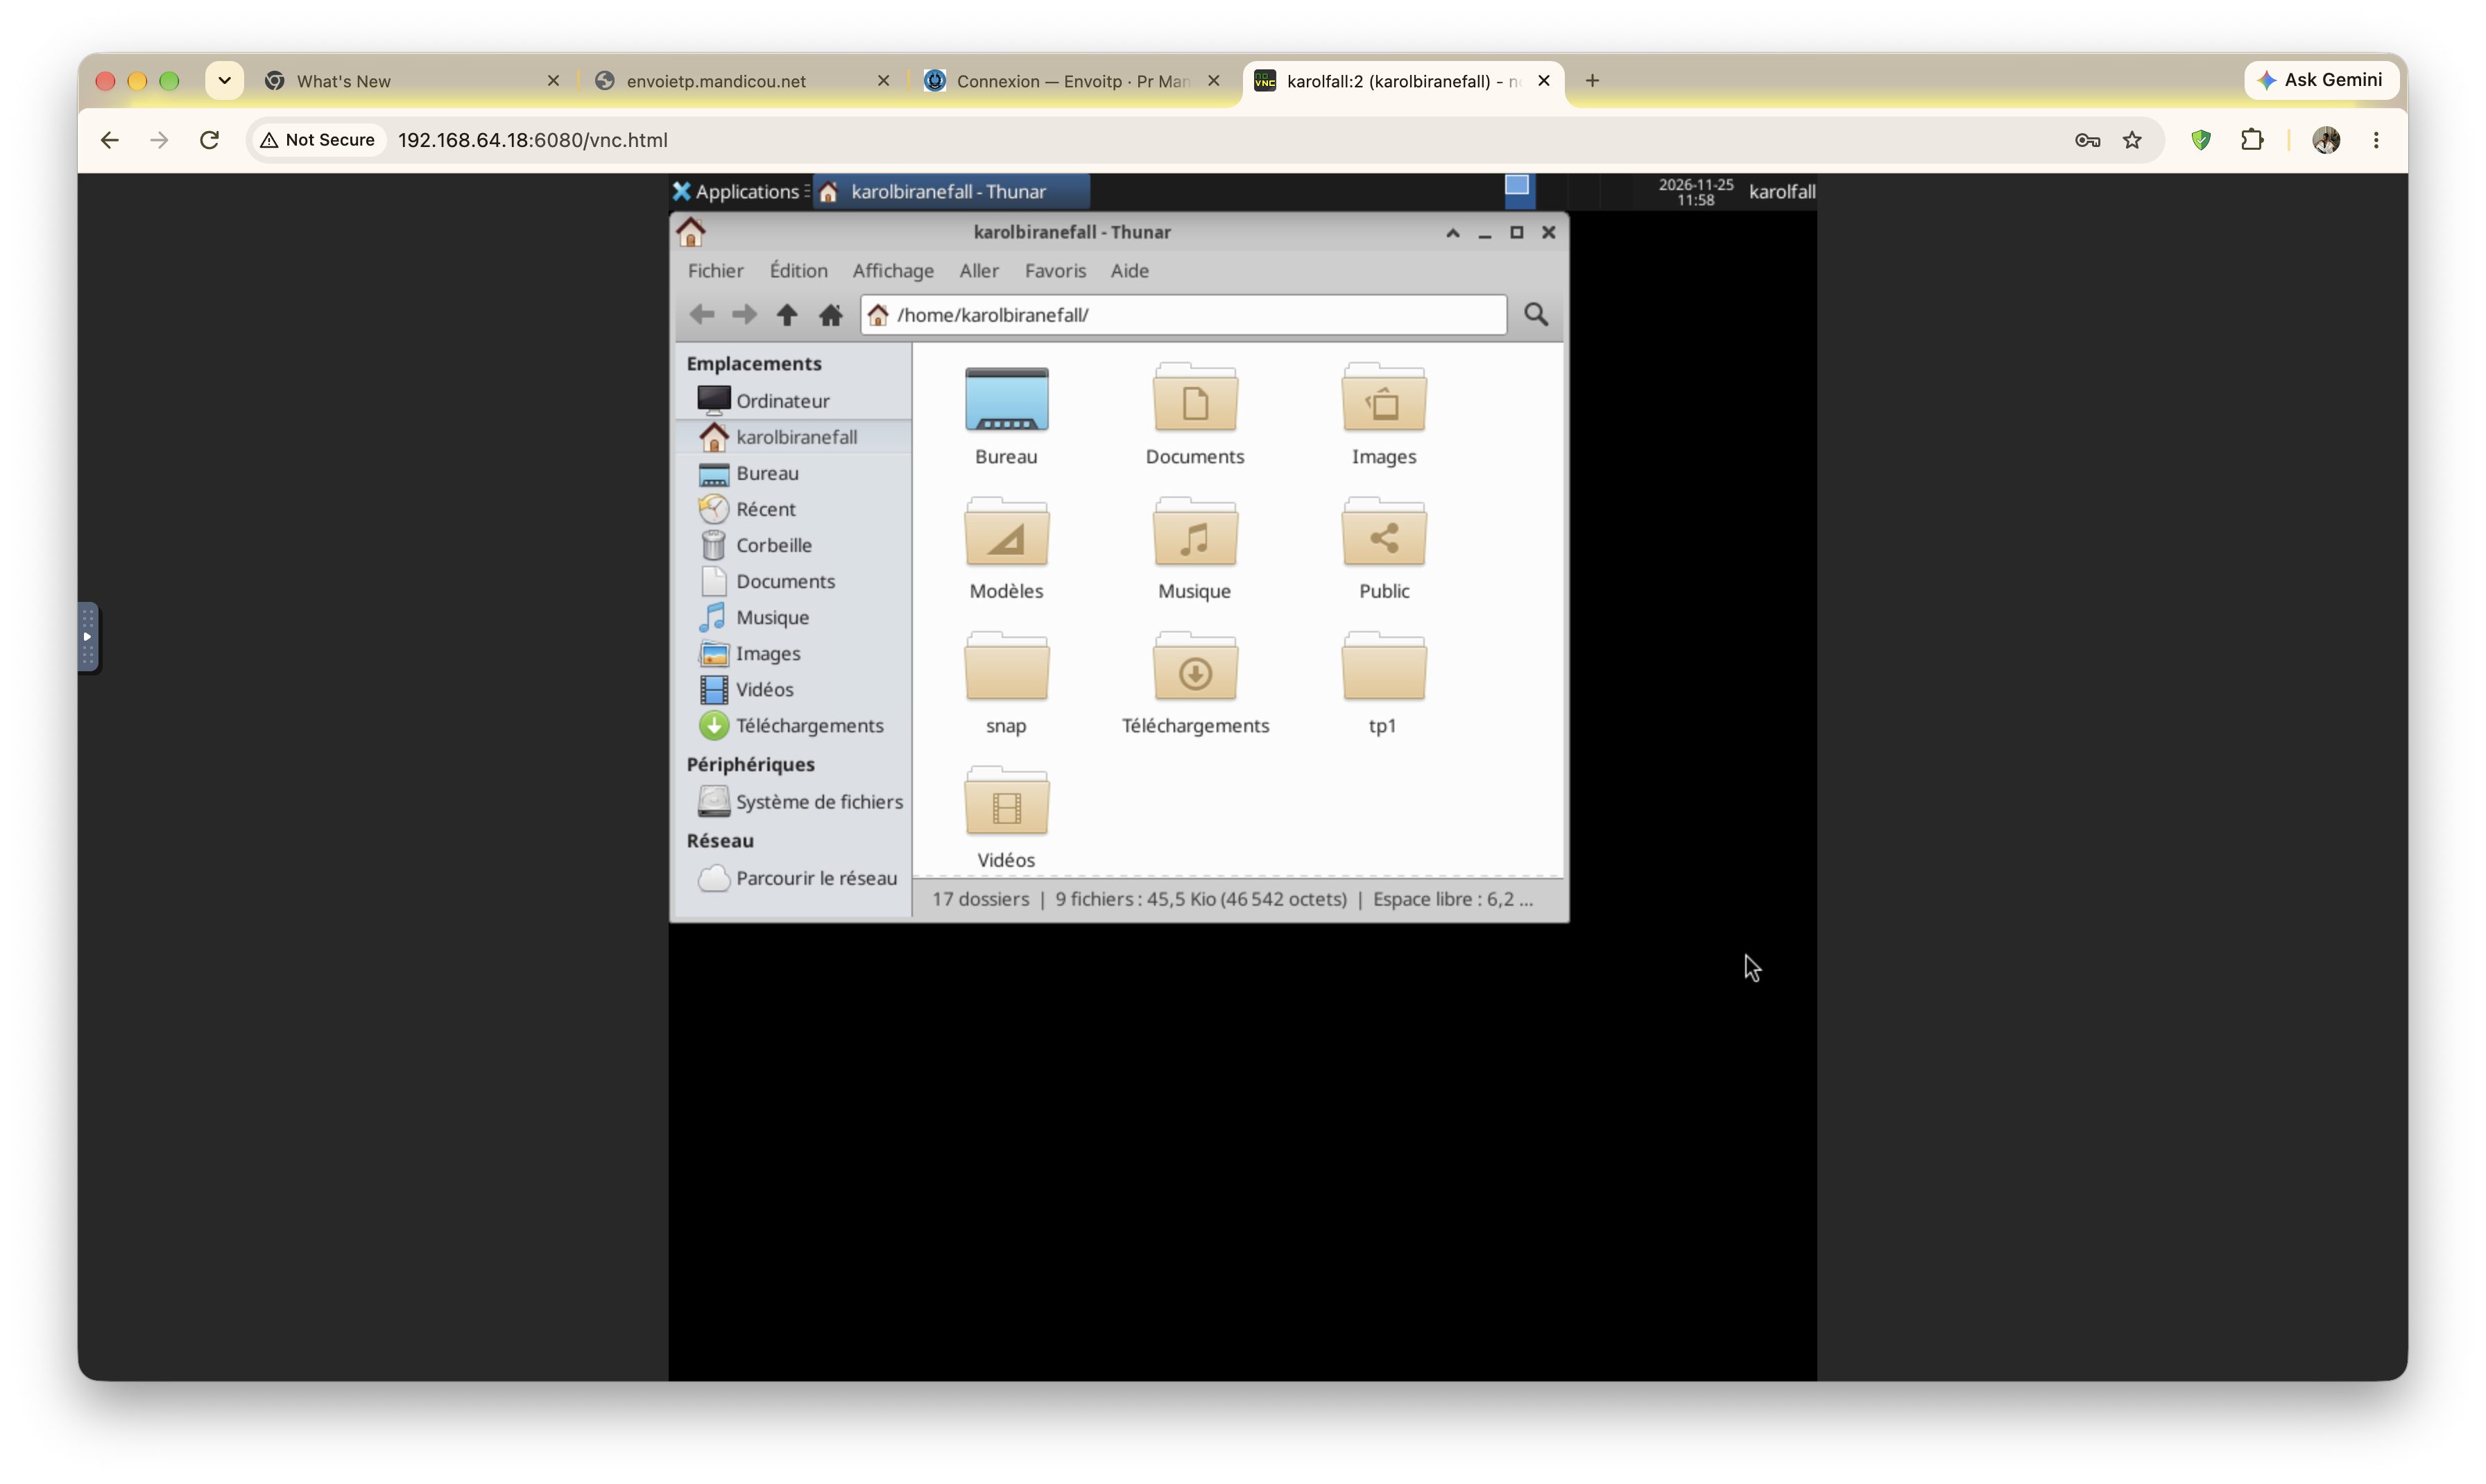 What's New
envoietp.mandicou.net
Connexion — Envoitp · Pr Man
karolfall:2 (karolbiranefall) - no
Ask Gemini
Not Secure
192.168.64.18:6080/vnc.html
Applications
karolbiranefall - Thunar
2026-11-25
11:58
karolfall
karolbiranefall - Thunar
Fichier Édition Affichage Aller Favoris Aide
/home/karolbiranefall/
Emplacements
Ordinateur
karolbiranefall
Bureau
Récent
Corbeille
Documents
Musique
Images
Vidéos
Téléchargements
Périphériques
Système de fichiers
Réseau
Parcourir le réseau
Bureau Documents Images
Modèles Musique Public
snap Téléchargements tp1
Vidéos
17 dossiers | 9 fichiers : 45,5 Kio (46 542 octets) | Espace libre : 6,2 ...